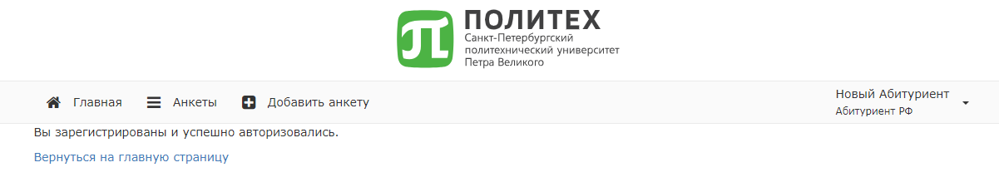 ПОЛИТЕХ
Санкт-Петербургский
политехнический университет
Петра Великого
Главная Анкеты Добавить анкету
Новый Абитуриент
Абитуриент РФ
Вы зарегистрированы и успешно авторизовались.
Вернуться на главную страницу